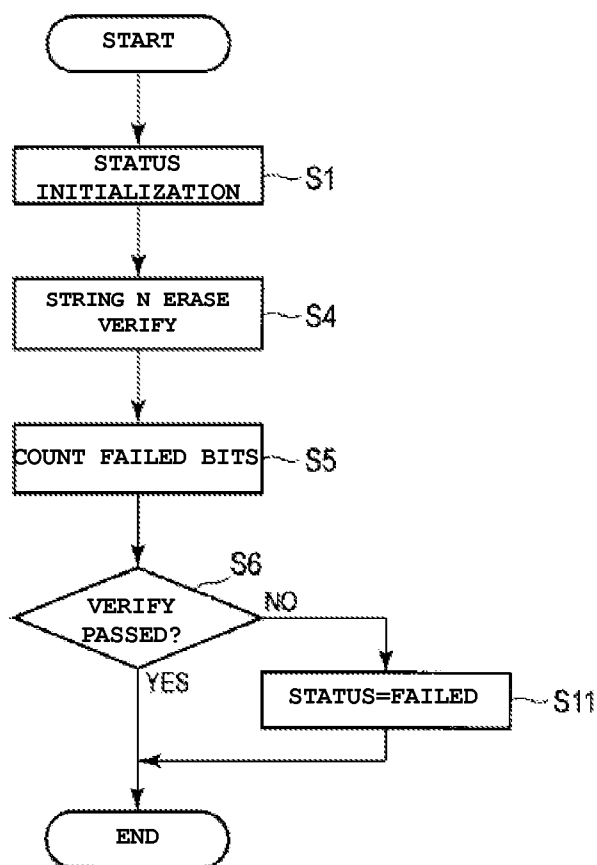 START
STATUS
INITIALIZATION
S1
STRING N ERASE
VERIFY
S4
COUNT FAILED BITS
S5
S6
VERIFY
PASSED?
NO
YES
STATUS=FAILED
S11
END